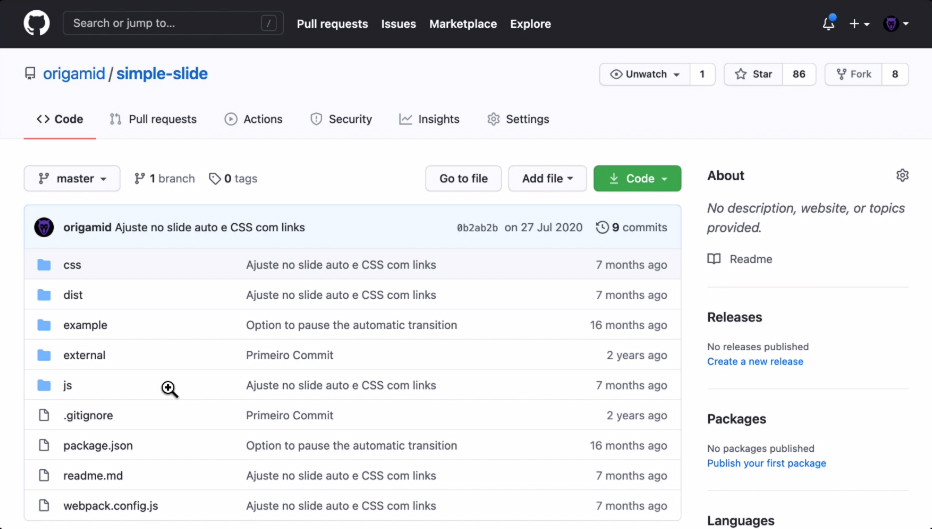 Search or jump to... /
Pull requests Issues Marketplace Explore
origamid / simple-slide
Unwatch 1 Star 86 Fork 8
Code Pull requests Actions Security Insights Settings
master 1 branch 0 tags Go to file Add file Code
origamid Ajuste no slide auto e CSS com links 0b2ab2b on 27 Jul 2020 9 commits
css Ajuste no slide auto e CSS com links 7 months ago
dist Ajuste no slide auto e CSS com links 7 months ago
example Option to pause the automatic transition 16 months ago
external Primeiro Commit 2 years ago
js Ajuste no slide auto e CSS com links 7 months ago
.gitignore Primeiro Commit 2 years ago
package.json Option to pause the automatic transition 16 months ago
readme.md Ajuste no slide auto e CSS com links 7 months ago
webpack.config.js Ajuste no slide auto e CSS com links 7 months ago
About
No description, website, or topics
provided.
Readme
Releases
No releases published
Create a new release
Packages
No packages published
Publish your first package
Languages